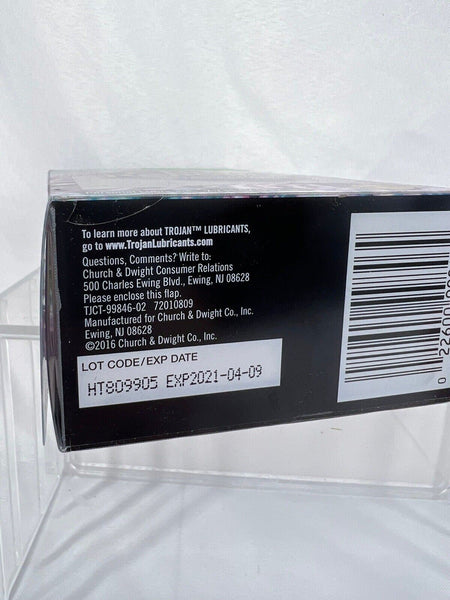 To learn more about TROJAN™ LUBRICANTS,
go to www.TrojanLubricants.com
Questions, Comments? Write to:
Church & Dwight Consumer Relations
500 Charles Ewing Blvd., Ewing, NJ 08628
Please enclose this flap.
TJCT-99846-02 72010809
Manufactured for Church & Dwight Co., Inc.
Ewing, NJ 08628
©2016 Church & Dwight Co., Inc.
LOT CODE/EXP DATE
HT809905 EXP2021-04-09
0 22600